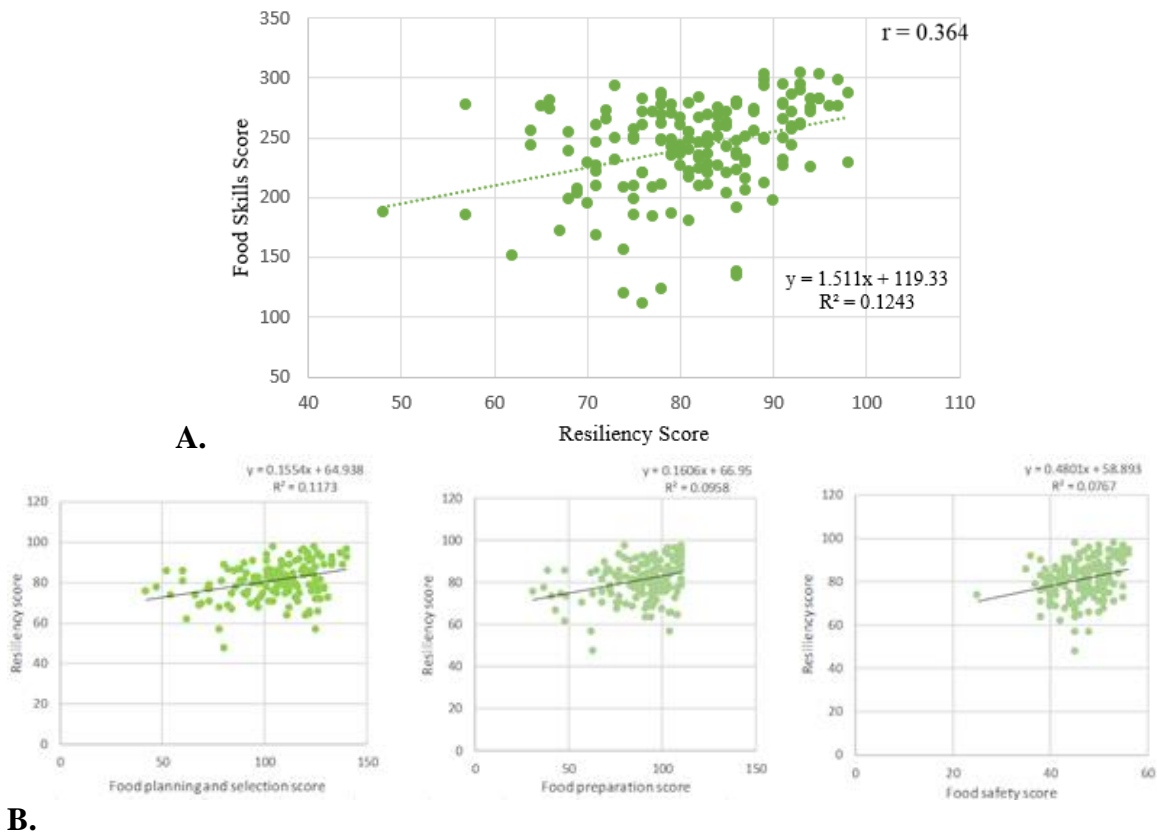 350
300
250
200
150
100
50
Food Skills Score
r = 0.364
y = 1.511x + 119.33
R² = 0.1243
40 50 60 70 80 90 100 110
Resiliency Score
A.
y = 0.1554x + 64.938
R² = 0.1173
120
100
80
60
40
20
0
Resiliency score
0 50 100 150
Food planning and selection score
y = 0.1606x + 66.95
R² = 0.0958
120
100
80
60
40
20
0
Resiliency score
0 50 100 150
Food preparation score
y = 0.4801x + 58.893
R² = 0.0767
120
100
80
60
40
20
0
Resiliency score
0 20 40 60
Food safety score
B.